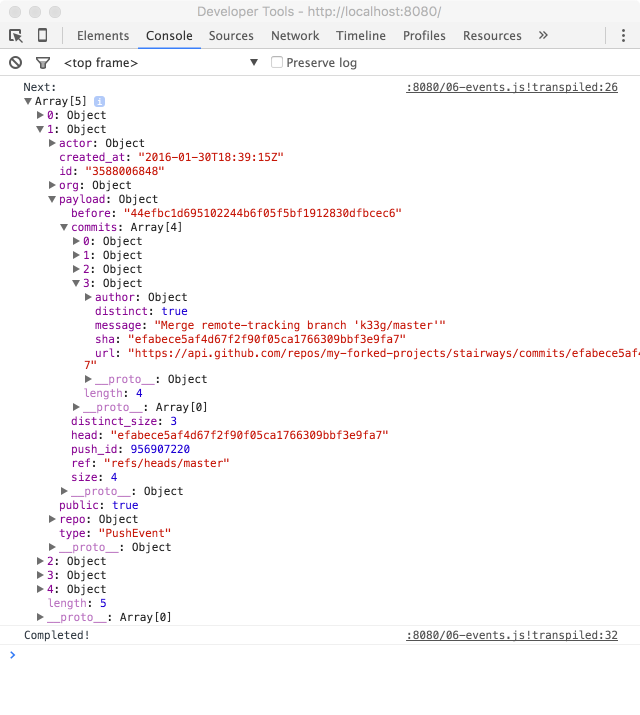 Developer Tools - http://localhost:8080/
Elements Console Sources Network Timeline Profiles Resources »
<top frame> ▼ Preserve log
Next: :8080/06-events.js!transpiled:26
▼Array[5] i
▶0: Object
▼1: Object
▶actor: Object
created_at: "2016-01-30T18:39:15Z"
id: "3588006848"
▶org: Object
▼payload: Object
before: "44efbc1d695102244b6f05f5bf1912830dfbcec6"
▼commits: Array[4]
▶0: Object
▶1: Object
▶2: Object
▼3: Object
▶author: Object
distinct: true
message: "Merge remote-tracking branch 'k33g/master'"
sha: "efabece5af4d67f2f90f05ca1766309bbf3e9fa7"
url: "https://api.github.com/repos/my-forked-projects/stairways/commits/efabece5af4
7"
▶__proto__: Object
length: 4
▶__proto__: Array[0]
distinct_size: 3
head: "efabece5af4d67f2f90f05ca1766309bbf3e9fa7"
push_id: 956907220
ref: "refs/heads/master"
size: 4
▶__proto__: Object
public: true
▶repo: Object
type: "PushEvent"
▶__proto__: Object
▶2: Object
▶3: Object
▶4: Object
length: 5
▶__proto__: Array[0]
Completed! :8080/06-events.js!transpiled:32
>